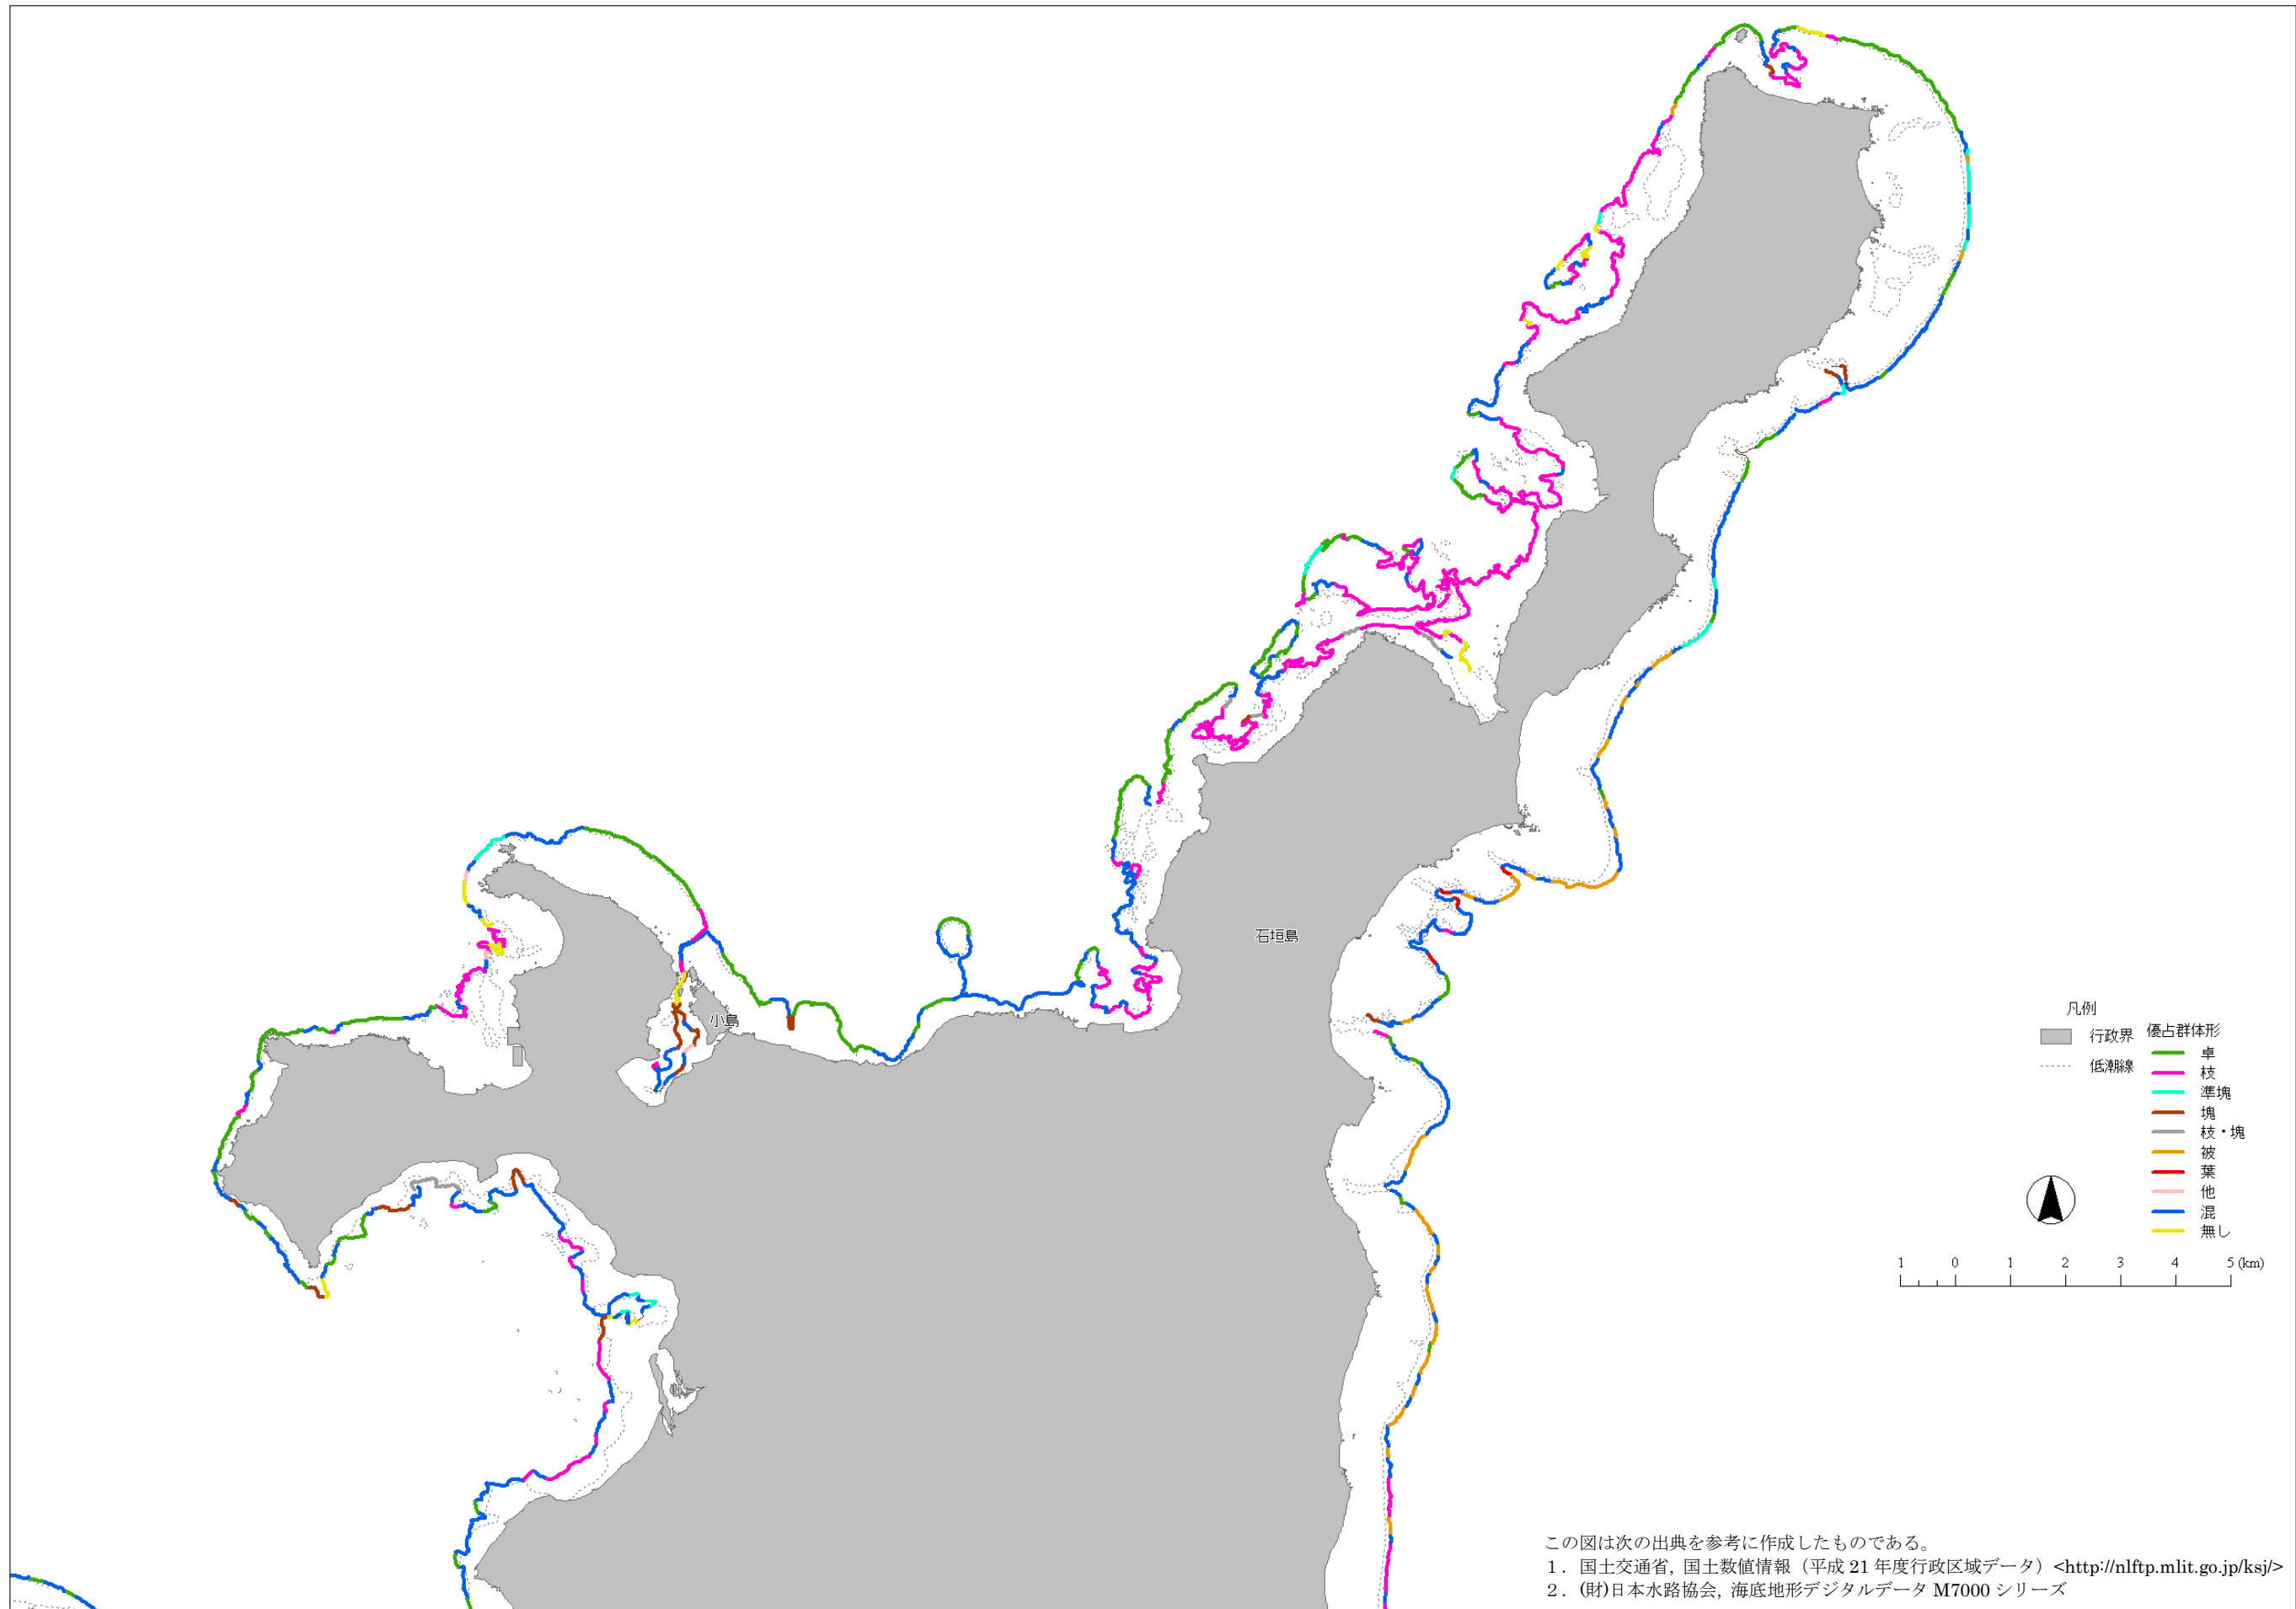 石垣島
小島
凡例
行政界
低潮線
優占群体形
卓
枝
準塊
塊
枝・塊
被
葉
他
混
無し
1 0 1 2 3 4 5 (km)
この図は次の出典を参考に作成したものである。
1．国土交通省, 国土数値情報（平成 21 年度行政区域データ）<http://nlftp.mlit.go.jp/ksj/>
2．(財)日本水路協会, 海底地形デジタルデータ M7000 シリーズ